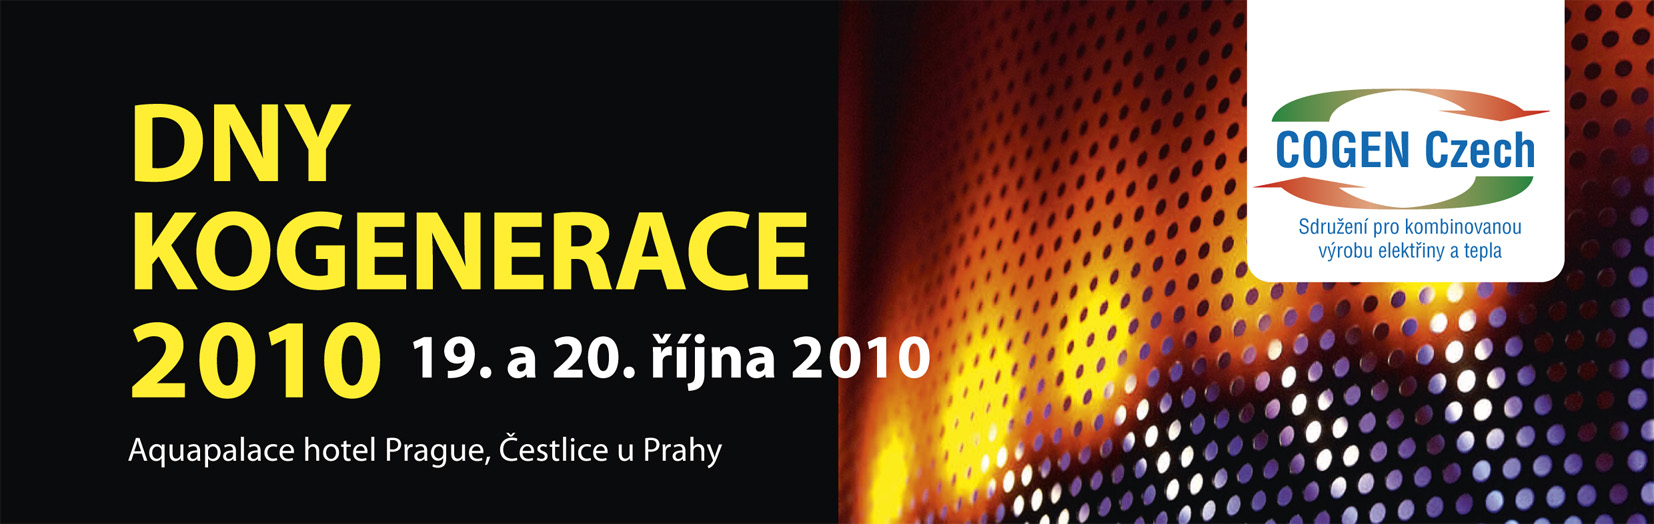 DNY
KOGENERACE
2010 19. a 20. října 2010
Aquapalace hotel Prague, Čestlice u Prahy
COGEN Czech
Sdružení pro kombinovanou
výrobu elektřiny a tepla